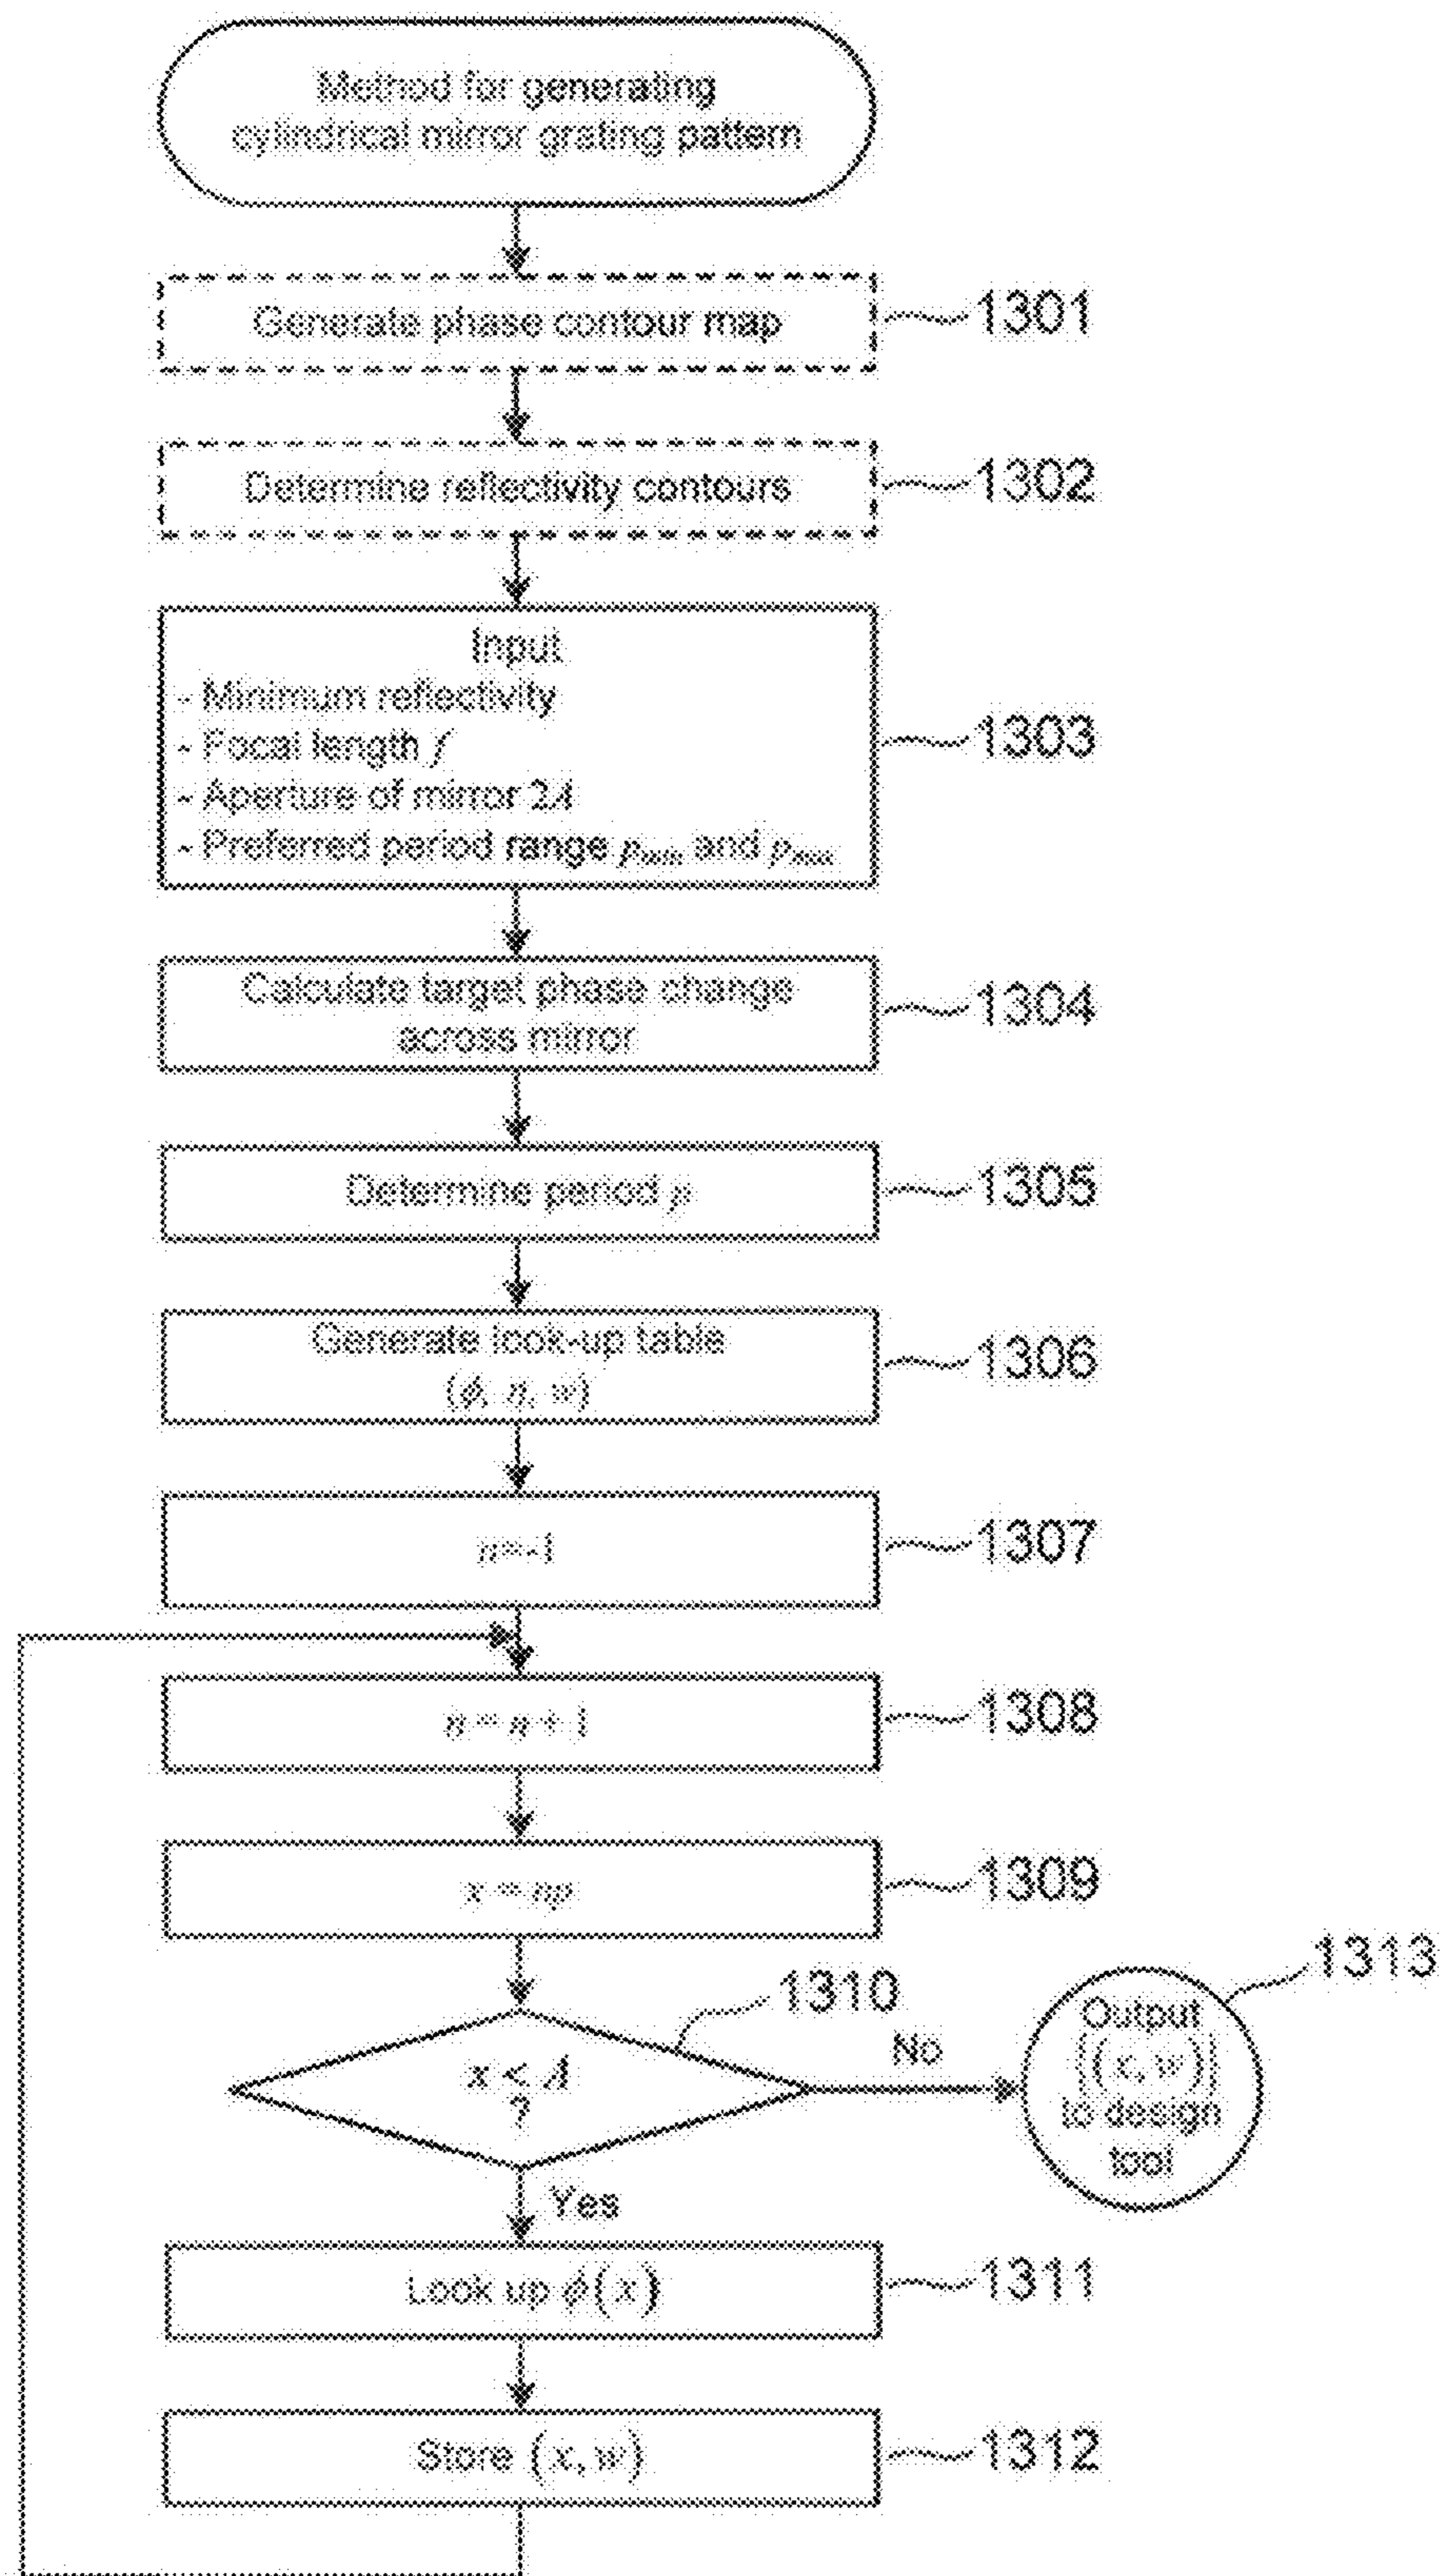 Method for generating
cylindrical mirror grating pattern
Generate phase contour map
1301
Determine reflectivity contours
1302
Input
- Minimum reflectivity
- Focal length f
- Aperture of mirror 2A
- Preferred period range p_min and p_max
1303
Calculate target phase change
across mirror
1304
Determine period p
1305
Generate look-up table
(ϕ, η, w)
1306
n=-1
1307
n = n + 1
1308
x = np
1309
1310
x < A
?
No
Yes
1313
Output
{(x, w)}
to design
tool
Look up ϕ(x)
1311
Store (x, w)
1312